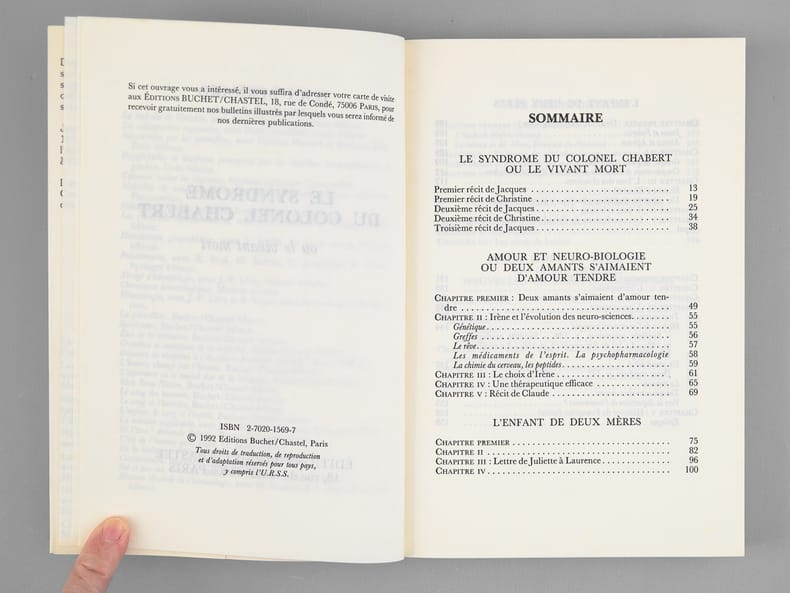 Si cet ouvrage vous a intéressé, il vous suffira d'adresser votre carte de visite
aux ÉDITIONS BUCHET/CHASTEL, 18, rue de Condé, 75006 PARIS, pour
recevoir gratuitement nos bulletins illustrés par lesquels vous serez informé de
nos dernières publications.
LE SYNDROME
DU COLONEL CHABERT
ou le vivant mort
ISBN 2-7020-1569-7
© 1992 Editions Buchet/Chastel, Paris
Tous droits de traduction, de reproduction
et d'adaptation réservés pour tous pays,
y compris l'U.R.S.S.
SOMMAIRE
LE SYNDROME DU COLONEL CHABERT
OU LE VIVANT MORT
Premier récit de Jacques . . . . . . . . . . . . . . . . . . . . . . . . 13
Premier récit de Christine . . . . . . . . . . . . . . . . . . . . . . . . 19
Deuxième récit de Jacques . . . . . . . . . . . . . . . . . . . . . . . . 25
Deuxième récit de Christine . . . . . . . . . . . . . . . . . . . . . . . 34
Troisième récit de Jacques . . . . . . . . . . . . . . . . . . . . . . . . 38
AMOUR ET NEURO-BIOLOGIE
OU DEUX AMANTS S'AIMAIENT
D'AMOUR TENDRE
CHAPITRE PREMIER : Deux amants s'aimaient d'amour ten-
dre . . . . . . . . . . . . . . . . . . . . . . . . . . . . . . . . . . . . 49
CHAPITRE II : Irène et l'évolution des neuro-sciences. . . . . . . . 55
Génétique . . . . . . . . . . . . . . . . . . . . . . . . . . . . . . . . 55
Greffes . . . . . . . . . . . . . . . . . . . . . . . . . . . . . . . . . 56
Le rêve . . . . . . . . . . . . . . . . . . . . . . . . . . . . . . . . . 57
Les médicaments de l'esprit. La psychopharmacologie 58
La chimie du cerveau, les peptides . . . . . . . . . . . . . . . . . . . 59
CHAPITRE III : Le choix d'Irène . . . . . . . . . . . . . . . . . . . . 61
CHAPITRE IV : Une thérapeutique efficace . . . . . . . . . . . . . . . 65
CHAPITRE V : Récit de Claude . . . . . . . . . . . . . . . . . . . . . 69
L'ENFANT DE DEUX MÈRES
CHAPITRE PREMIER . . . . . . . . . . . . . . . . . . . . . . . . . . . 75
CHAPITRE II . . . . . . . . . . . . . . . . . . . . . . . . . . . . . . 82
CHAPITRE III : Lettre de Juliette à Laurence . . . . . . . . . . . . . 96
CHAPITRE IV . . . . . . . . . . . . . . . . . . . . . . . . . . . . . . 100